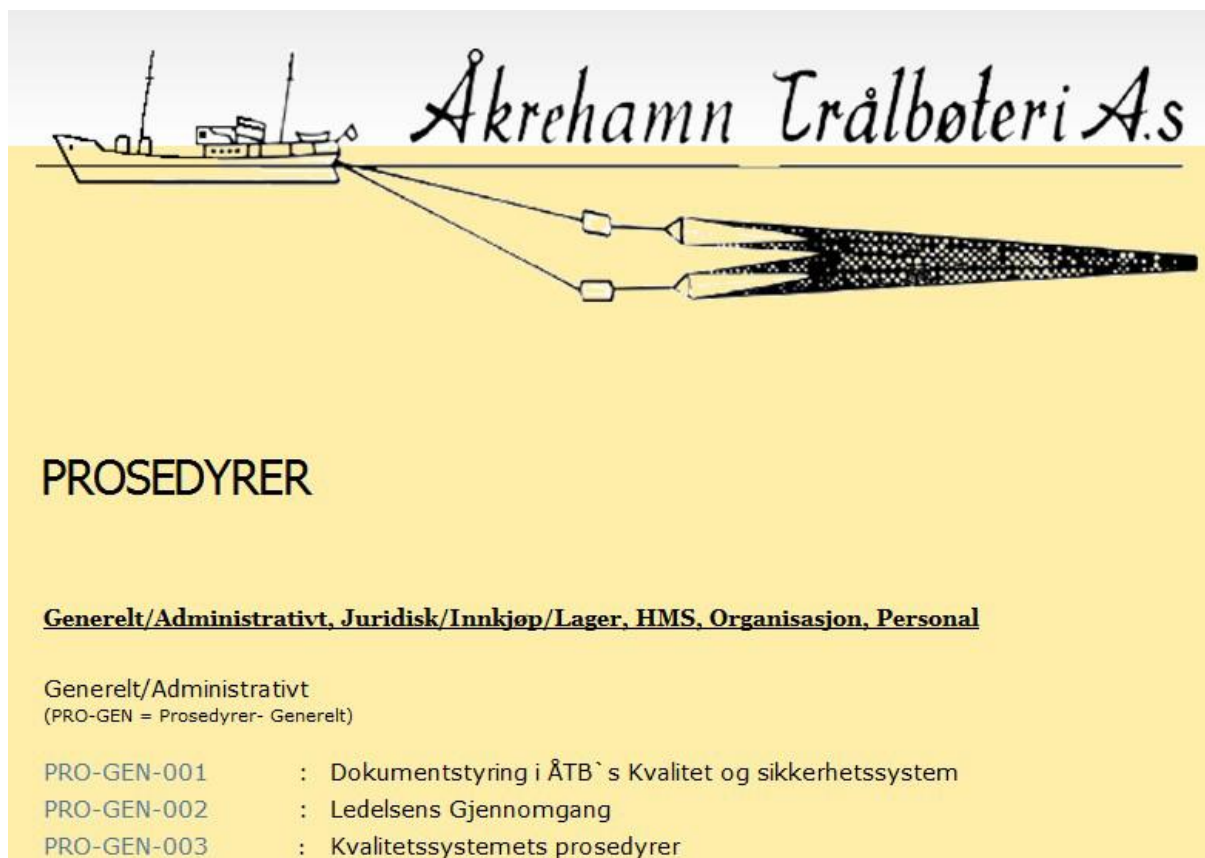 Åkrehamn Trålbøteri A.s
PROSEDYRER
Generelt/Administrativt, Juridisk/Innkjøp/Lager, HMS, Organisasjon, Personal
Generelt/Administrativt
(PRO-GEN = Prosedyrer- Generelt)
PRO-GEN-001 : Dokumentstyring i ÅTB`s Kvalitet og sikkerhetssystem
PRO-GEN-002 : Ledelsens Gjennomgang
PRO-GEN-003 : Kvalitetssystemets prosedyrer